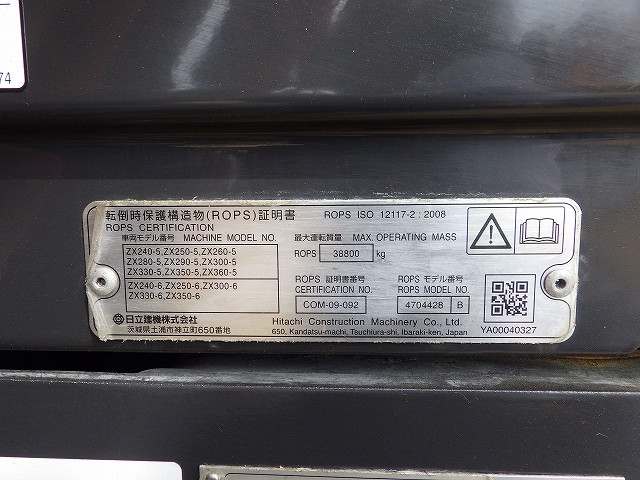 74
転倒時保護構造物(ROPS)証明書 ROPS ISO 12117-2 : 2008
ROPS CERTIFICATION
車両モデル番号 MACHINE MODEL NO. 最大運転質量 MAX. OPERATING MASS
ZX240-5,ZX250-5,ZX260-5
ZX280-5,ZX290-5,ZX300-5
ZX330-5,ZX350-5,ZX360-5
ROPS 38800 kg
ZX240-6,ZX250-6,ZX300-6
ZX330-6,ZX350-6
ROPS 証明書番号 ROPS モデル番号
CERTIFICATION NO. ROPS MODEL NO.
COM-09-092 4704428 B
日立建機株式会社 Hitachi Construction Machinery Co., Ltd.
茨城県土浦市神立町650番地 650, Kandatsu-machi, Tsuchiura-shi, Ibaraki-ken, Japan
YA00040327